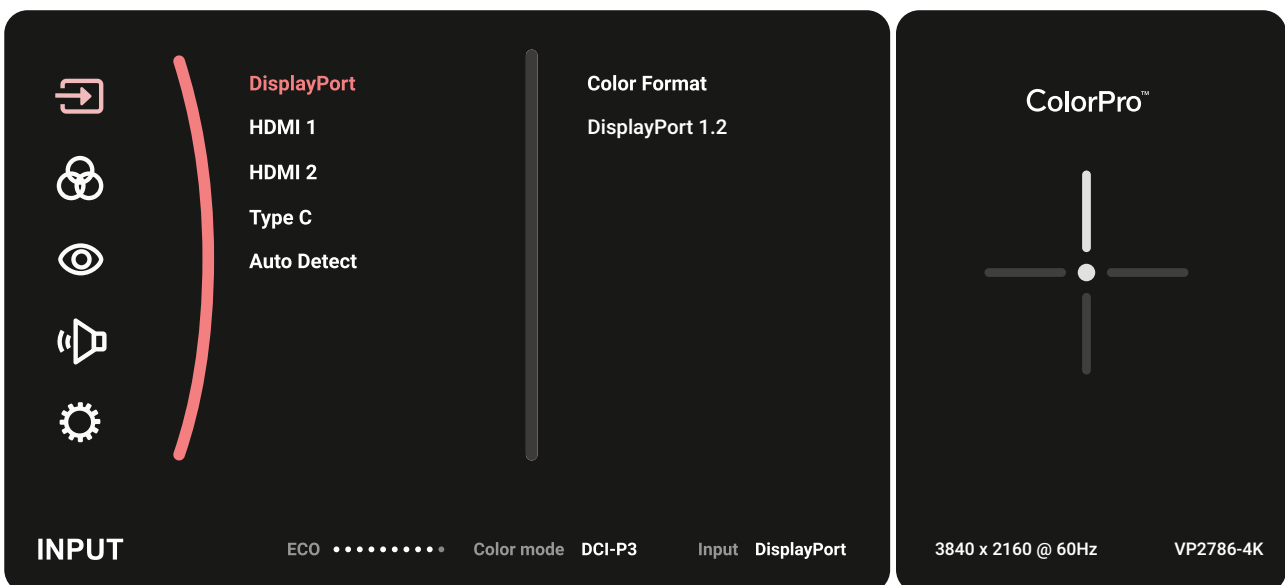 DisplayPort
HDMI 1
HDMI 2
Type C
Auto Detect
Color Format
DisplayPort 1.2
INPUT
ECO
Color mode DCI-P3
Input DisplayPort
ColorPro™
3840 x 2160 @ 60Hz
VP2786-4K